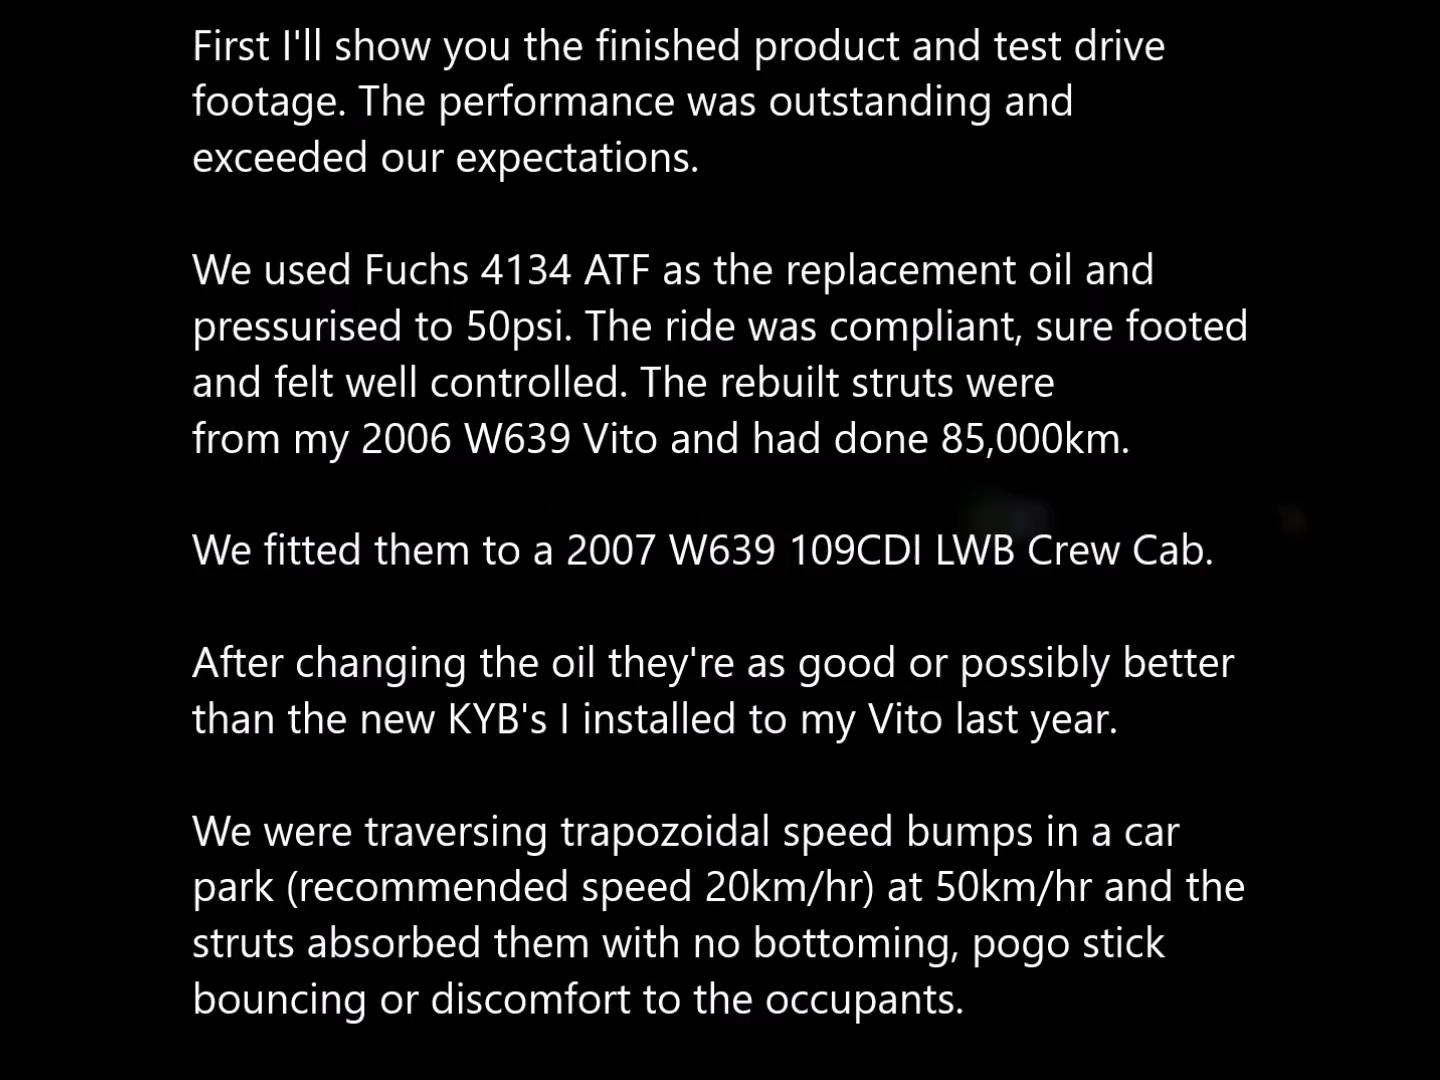 First I'll show you the finished product and test drive
footage. The performance was outstanding and
exceeded our expectations.
We used Fuchs 4134 ATF as the replacement oil and
pressurised to 50psi. The ride was compliant, sure footed
and felt well controlled. The rebuilt struts were
from my 2006 W639 Vito and had done 85,000km.
We fitted them to a 2007 W639 109CDI LWB Crew Cab.
After changing the oil they're as good or possibly better
than the new KYB's I installed to my Vito last year.
We were traversing trapozoidal speed bumps in a car
park (recommended speed 20km/hr) at 50km/hr and the
struts absorbed them with no bottoming, pogo stick
bouncing or discomfort to the occupants.